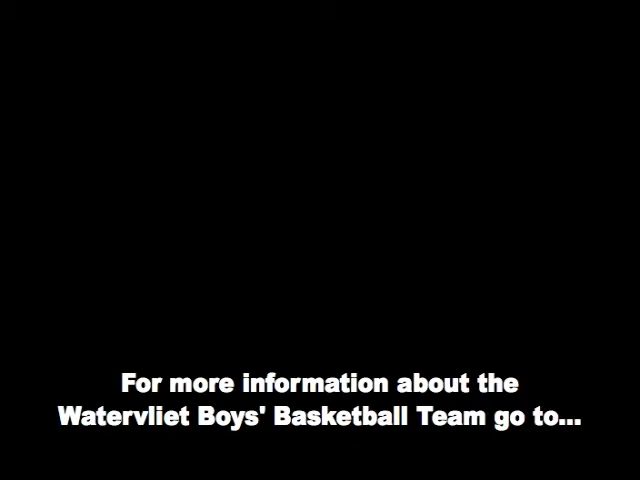 For more information about the
Watervliet Boys' Basketball Team go to...